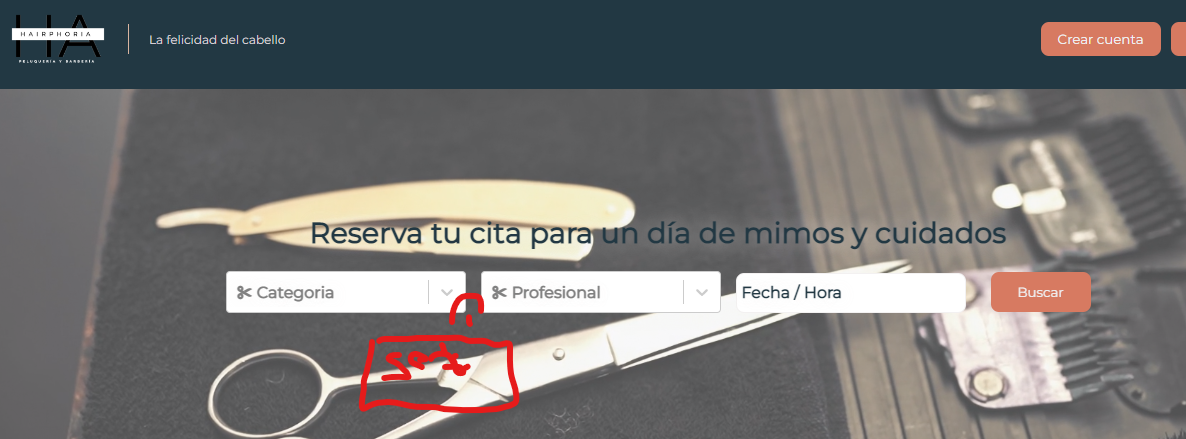 HAIRPHORIA
PELUQUERÍA Y BARBERÍA
La felicidad del cabello
Crear cuenta
Reserva tu cita para un día de mimos y cuidados
Categoria
Profesional
Fecha / Hora
Buscar